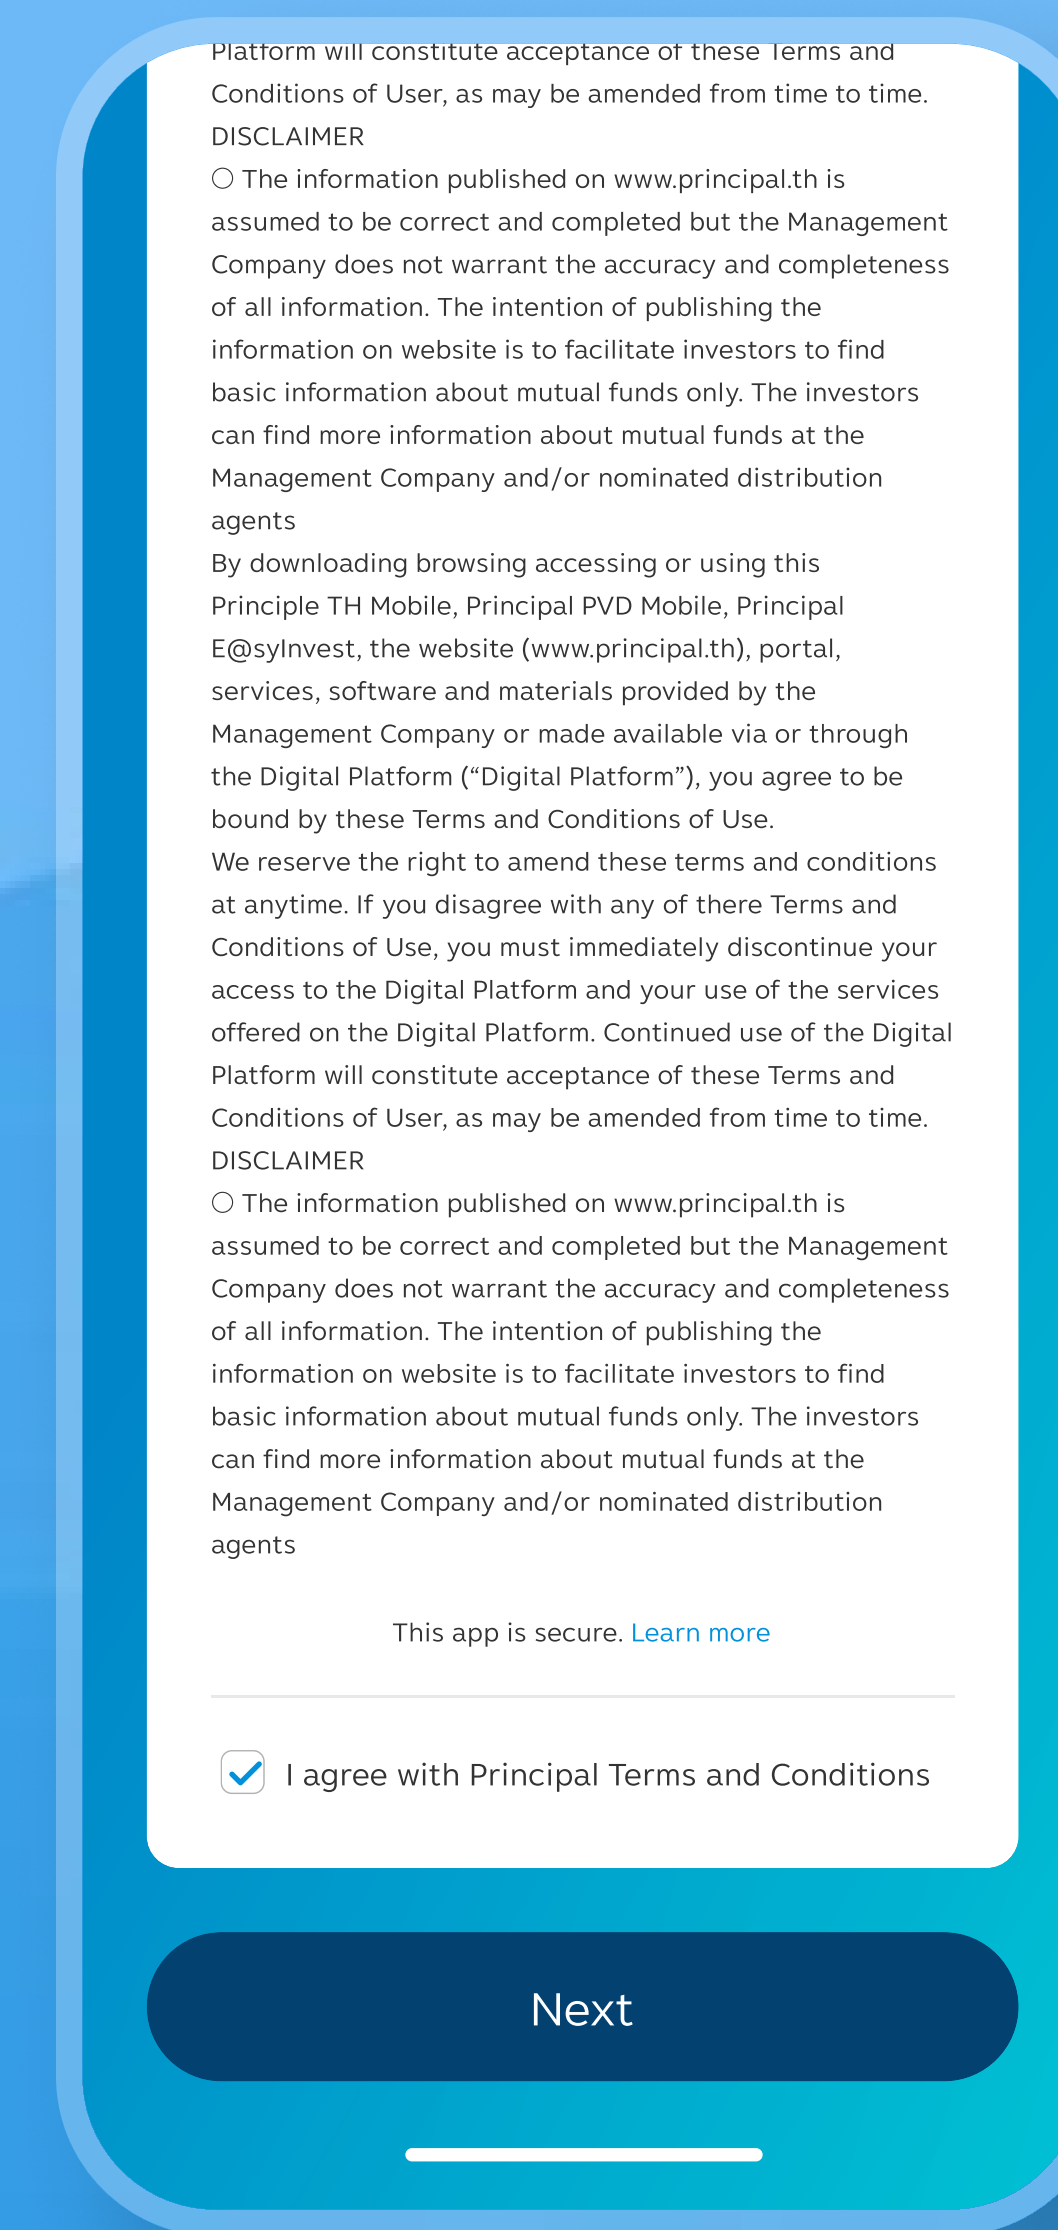 Platform will constitute acceptance of these Terms and
Conditions of User, as may be amended from time to time.
DISCLAIMER
○ The information published on www.principal.th is
assumed to be correct and completed but the Management
Company does not warrant the accuracy and completeness
of all information. The intention of publishing the
information on website is to facilitate investors to find
basic information about mutual funds only. The investors
can find more information about mutual funds at the
Management Company and/or nominated distribution
agents
By downloading browsing accessing or using this
Principle TH Mobile, Principal PVD Mobile, Principal
E@syInvest, the website (www.principal.th), portal,
services, software and materials provided by the
Management Company or made available via or through
the Digital Platform (“Digital Platform”), you agree to be
bound by these Terms and Conditions of Use.
We reserve the right to amend these terms and conditions
at anytime. If you disagree with any of there Terms and
Conditions of Use, you must immediately discontinue your
access to the Digital Platform and your use of the services
offered on the Digital Platform. Continued use of the Digital
Platform will constitute acceptance of these Terms and
Conditions of User, as may be amended from time to time.
DISCLAIMER
○ The information published on www.principal.th is
assumed to be correct and completed but the Management
Company does not warrant the accuracy and completeness
of all information. The intention of publishing the
information on website is to facilitate investors to find
basic information about mutual funds only. The investors
can find more information about mutual funds at the
Management Company and/or nominated distribution
agents
This app is secure. Learn more
I agree with Principal Terms and Conditions
Next